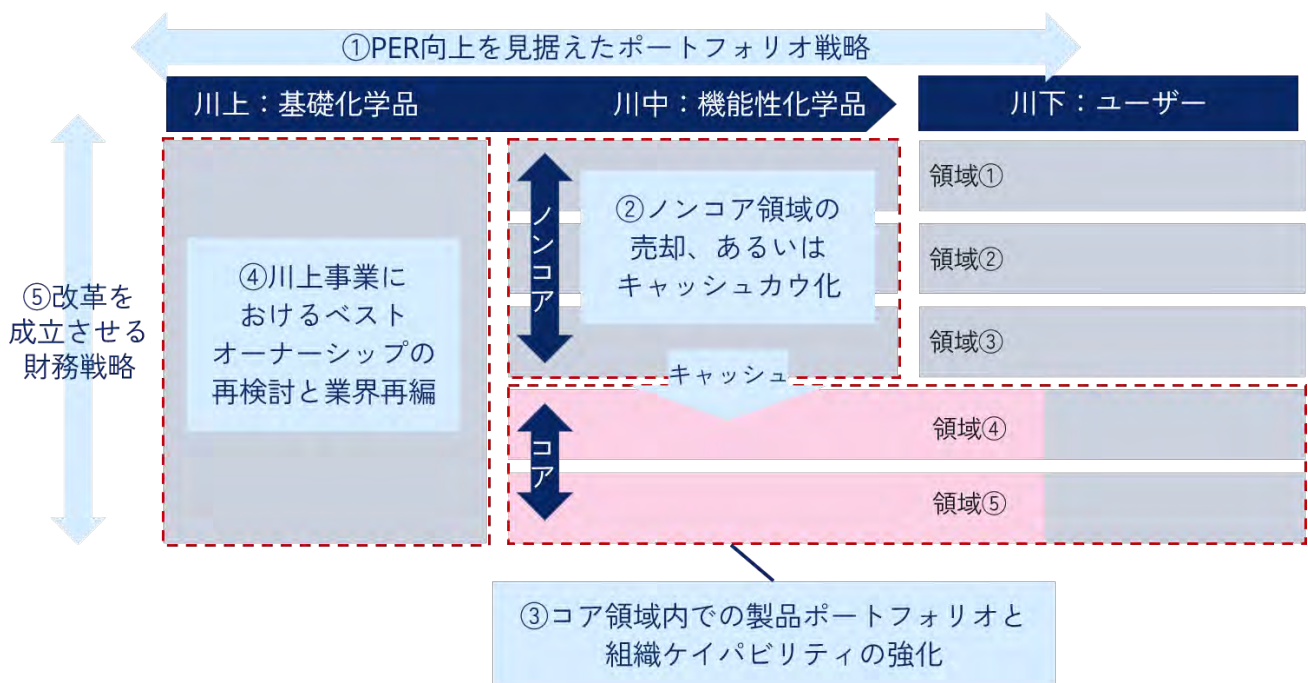 ①PER向上を見据えたポートフォリオ戦略
川上：基礎化学品
川中：機能性化学品
川下：ユーザー
⑤改革を
成立させる
財務戦略
④川上事業に
おけるベスト
オーナーシップの
再検討と業界再編
ノンコア
②ノンコア領域の
売却、あるいは
キャッシュカウ化
キャッシュ
コア
領域①
領域②
領域③
領域④
領域⑤
③コア領域内での製品ポートフォリオと
組織ケイパビリティの強化